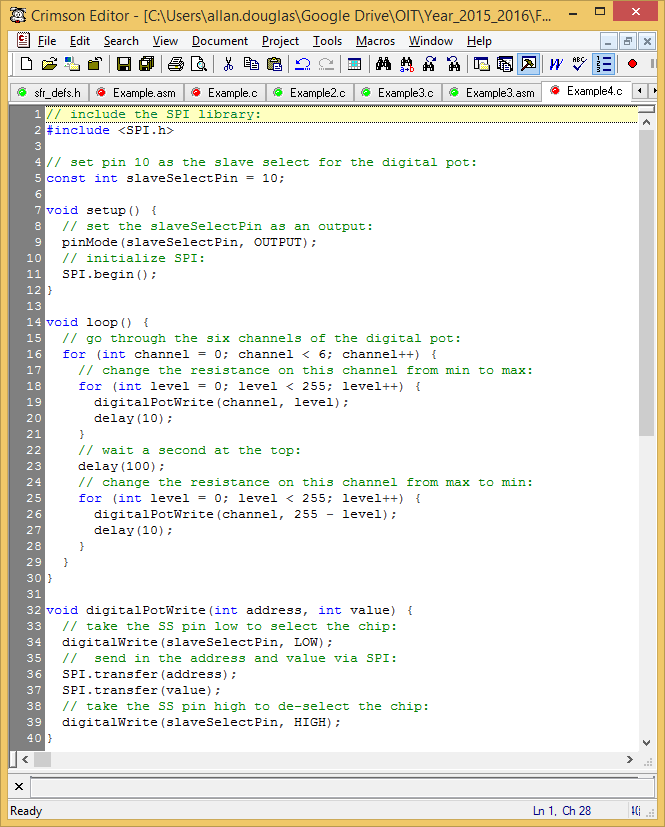 Crimson Editor - [C:\Users\allan.douglas\Google Drive\OIT\Year_2015_2016\F...
File Edit Search View Document Project Tools Macros Window Help
sfr_defs.h Example.asm Example.c Example2.c Example3.c Example3.asm Example4.c
1 // include the SPI library:
2 #include <SPI.h>
3
4 // set pin 10 as the slave select for the digital pot:
5 const int slaveSelectPin = 10;
6
7 void setup() {
8   // set the slaveSelectPin as an output:
9   pinMode(slaveSelectPin, OUTPUT);
10   // initialize SPI:
11   SPI.begin();
12 }
13
14 void loop() {
15   // go through the six channels of the digital pot:
16   for (int channel = 0; channel < 6; channel++) {
17     // change the resistance on this channel from min to max:
18     for (int level = 0; level < 255; level++) {
19       digitalPotWrite(channel, level);
20       delay(10);
21     }
22     // wait a second at the top:
23     delay(100);
24     // change the resistance on this channel from max to min:
25     for (int level = 0; level < 255; level++) {
26       digitalPotWrite(channel, 255 - level);
27       delay(10);
28     }
29   }
30 }
31
32 void digitalPotWrite(int address, int value) {
33   // take the SS pin low to select the chip:
34   digitalWrite(slaveSelectPin, LOW);
35   //  send in the address and value via SPI:
36   SPI.transfer(address);
37   SPI.transfer(value);
38   // take the SS pin high to de-select the chip:
39   digitalWrite(slaveSelectPin, HIGH);
40 }
Ready Ln 1, Ch 28